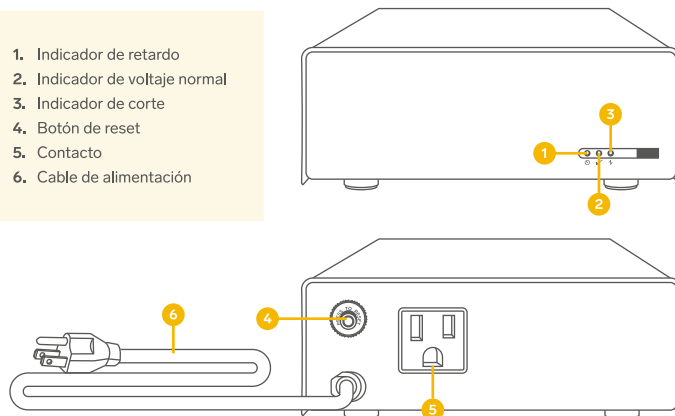 1. Indicador de retardo
2. Indicador de voltaje normal
3. Indicador de corte
4. Botón de reset
5. Contacto
6. Cable de alimentación
3
1
2
6
4
5